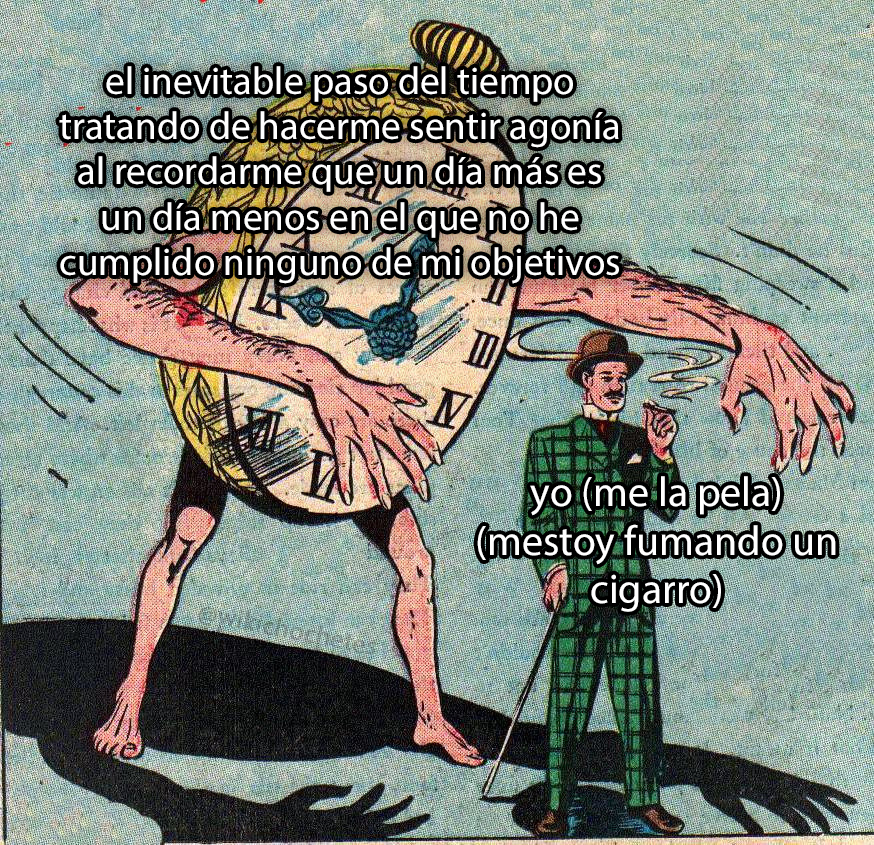 el inevitable paso del tiempo
tratando de hacerme sentir agonía
al recordarme que un día más es
un día menos en el que no he
cumplido ninguno de mi objetivos
III
IV
yo (me la pela)
(mestoy fumando un
cigarro)